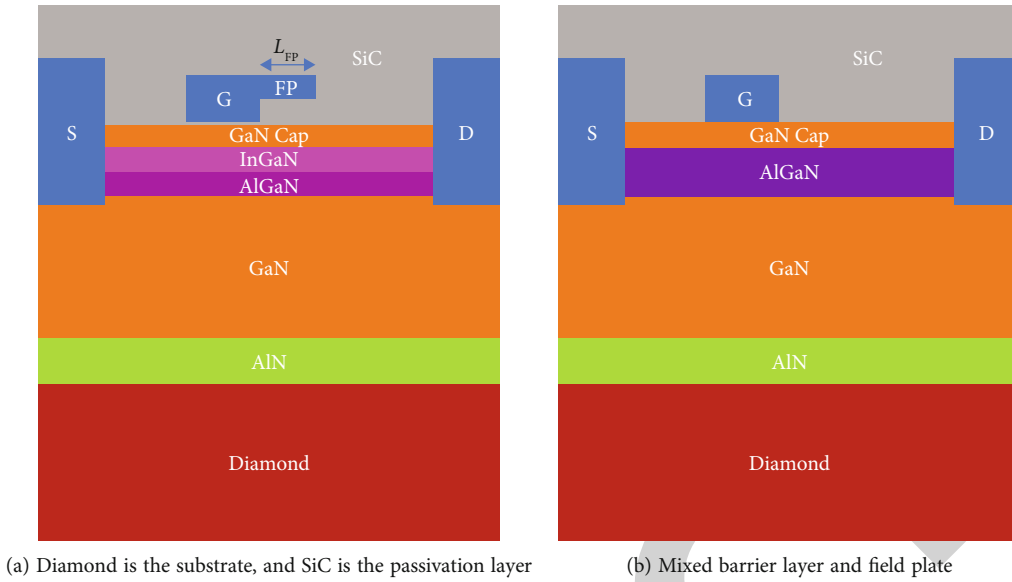 L_FP
SiC
FP
G
S
D
GaN Cap
InGaN
AlGaN
GaN
AlN
Diamond
(a) Diamond is the substrate, and SiC is the passivation layer
SiC
G
S
D
GaN Cap
AlGaN
GaN
AlN
Diamond
(b) Mixed barrier layer and field plate